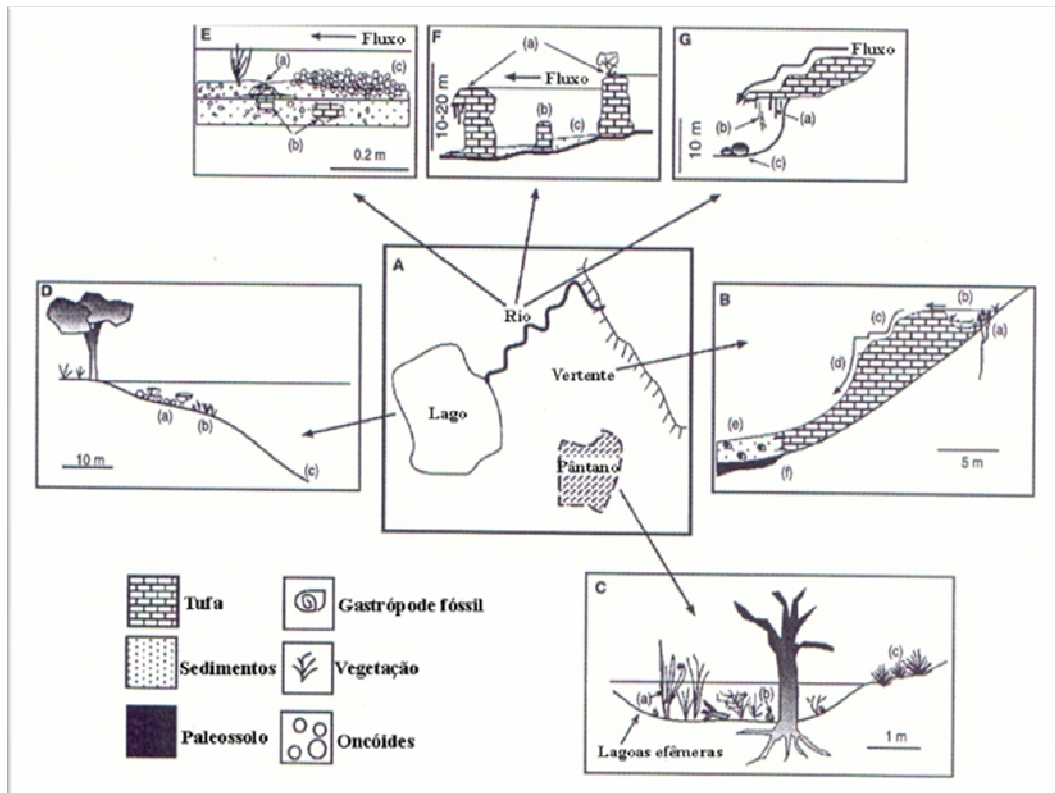 E
Fluxo
(a)
(c)
(b)
0.2 m
F
(a)
Fluxo
10-20 m
(b)
(c)
G
Fluxo
(b)
(a)
10 m
(c)
D
(a)
(b)
10 m
(c)
A
Rio
Vertente
Lago
Pântano
B
(b)
(c)
(a)
(d)
(e)
5 m
(f)
C
(c)
(a)
(b)
Lagoas efêmeras
1 m
Tufa
Gastrópode fóssil
Sedimentos
Vegetação
Paleossolo
Oncóides